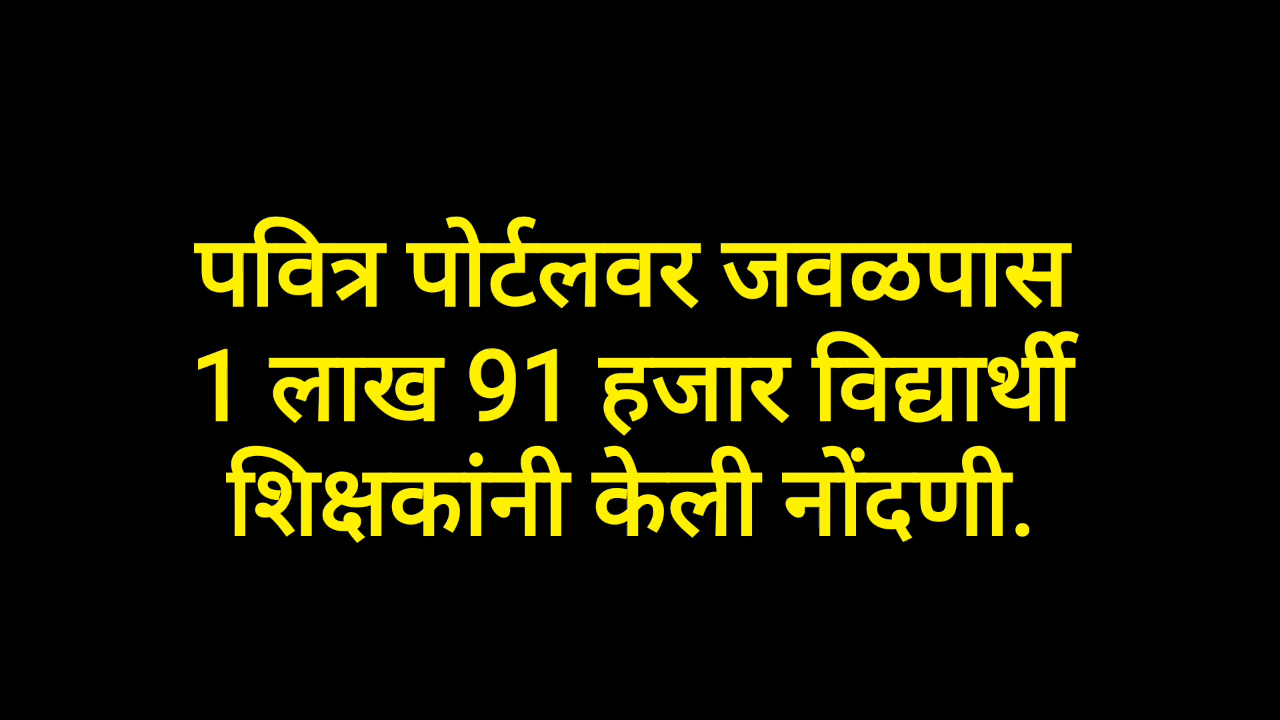 पवित्र पोर्टलवर जवळपास
1 लाख 91 हजार विद्यार्थी
शिक्षकांनी केली नोंदणी.